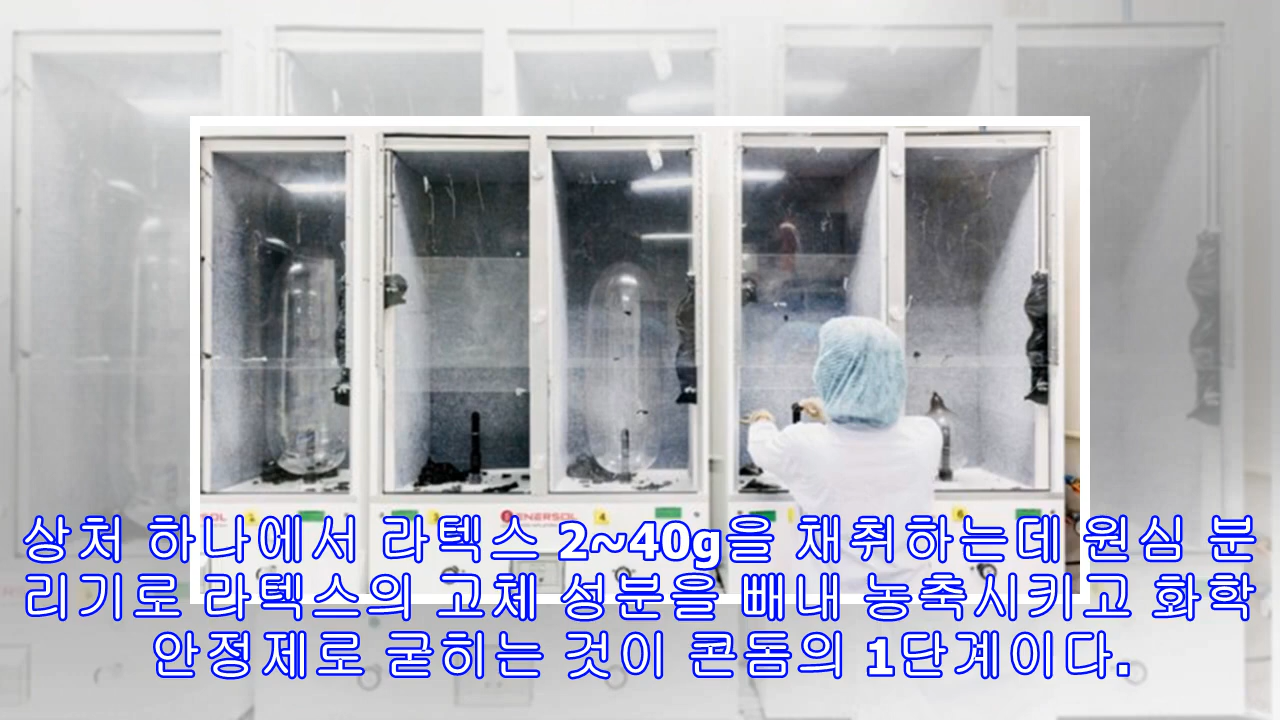 ENERSOL
4
6
상처 하나에서 라텍스 2~40g을 채취하는데 원심 분
리기로 라텍스의 고체 성분을 빼내 농축시키고 화학
안정제로 굳히는 것이 콘돔의 1단계이다.